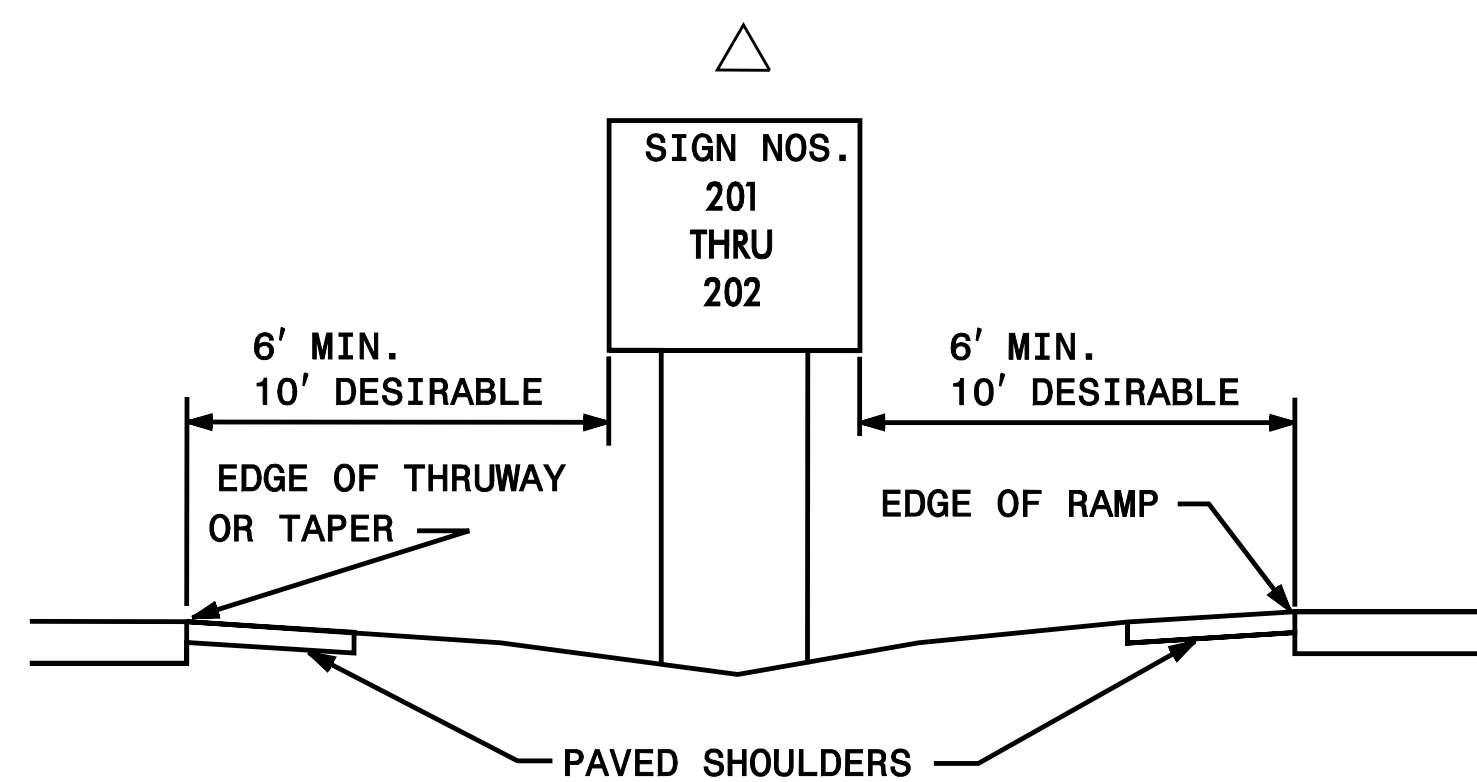 SIGN NOS.
201
THRU
202
6' MIN.
10' DESIRABLE
6' MIN.
10' DESIRABLE
EDGE OF THRUWAY
OR TAPER
EDGE OF RAMP
PAVED SHOULDERS